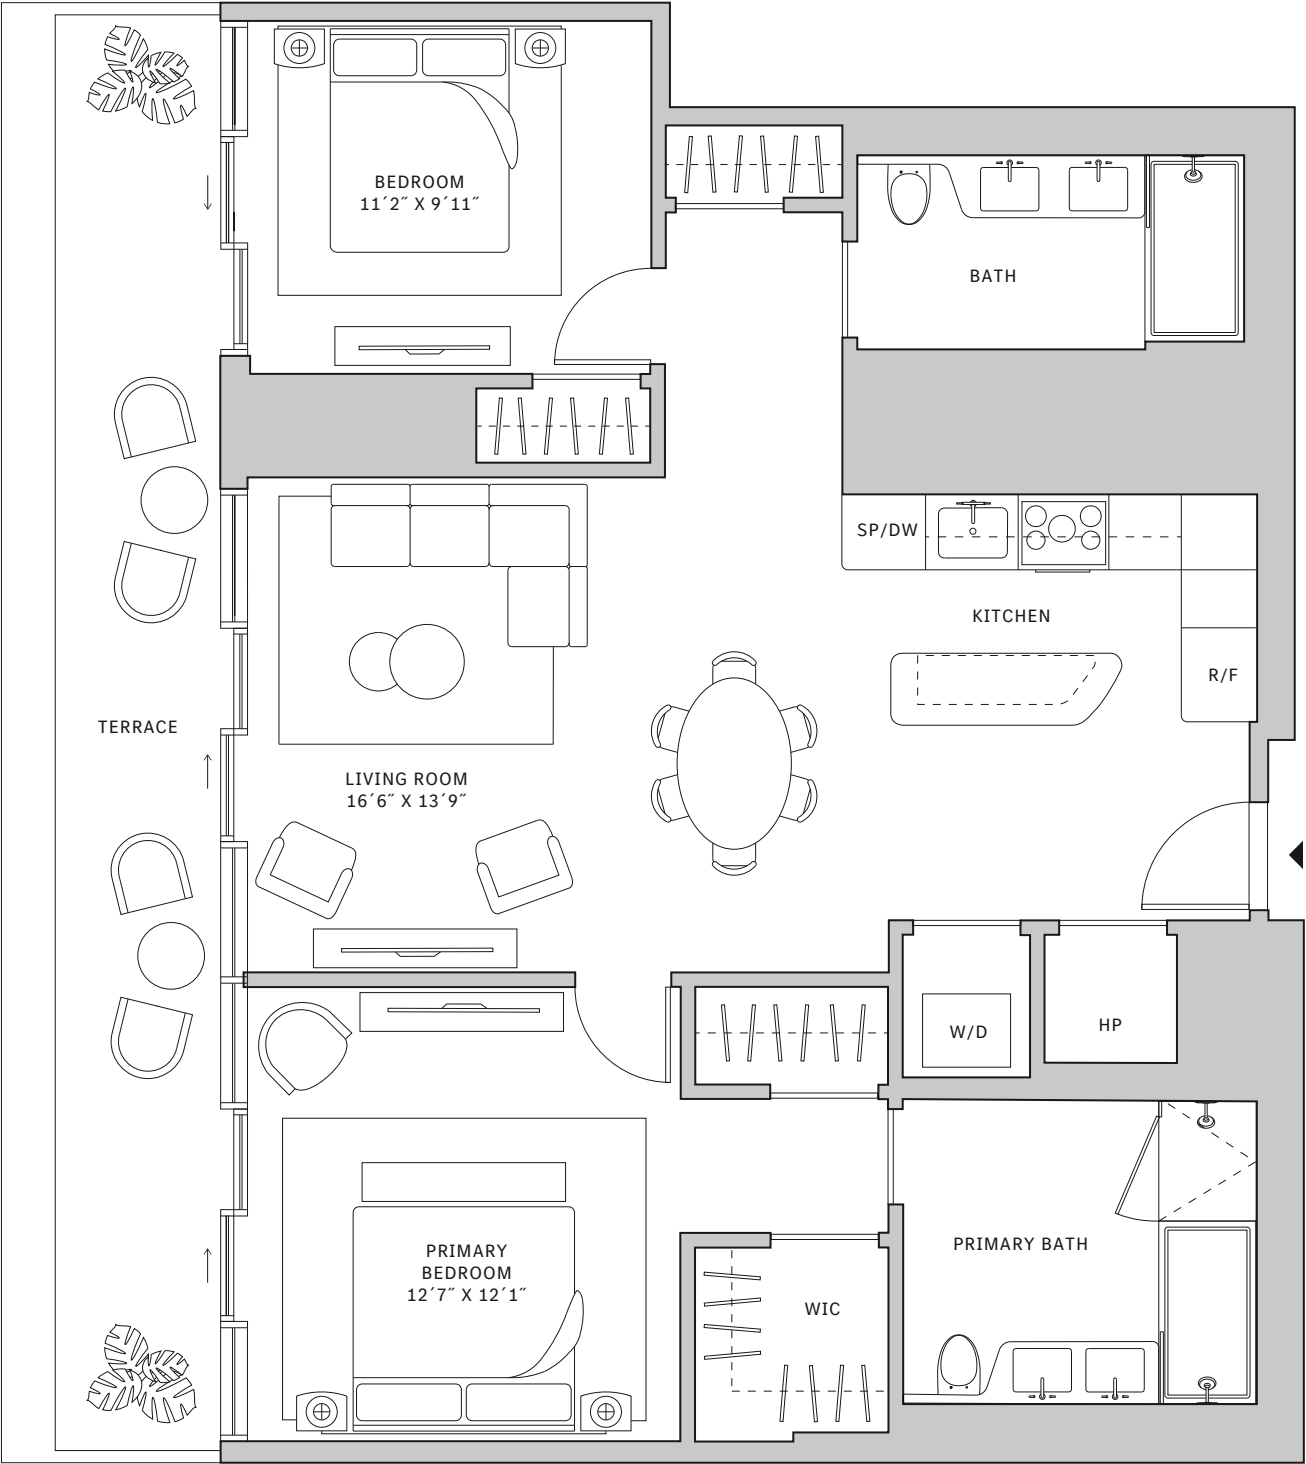 BEDROOM
11´2˝ X 9´11˝
BATH
SP/DW
KITCHEN
R/F
TERRACE
LIVING ROOM
16´6˝ X 13´9˝
W/D
HP
PRIMARY
BEDROOM
12´7˝ X 12´1˝
PRIMARY BATH
WIC